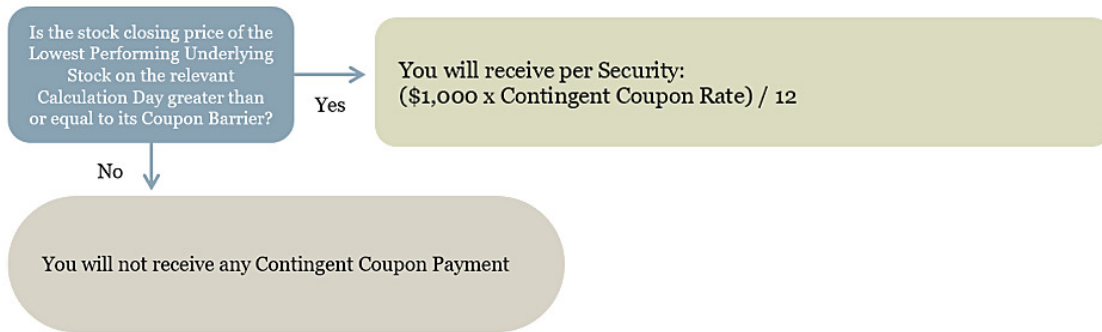 Is the stock closing price of the
Lowest Performing Underlying
Stock on the relevant
Calculation Day greater than
or equal to its Coupon Barrier?
Yes
You will receive per Security:
($1,000 x Contingent Coupon Rate) / 12
No
You will not receive any Contingent Coupon Payment